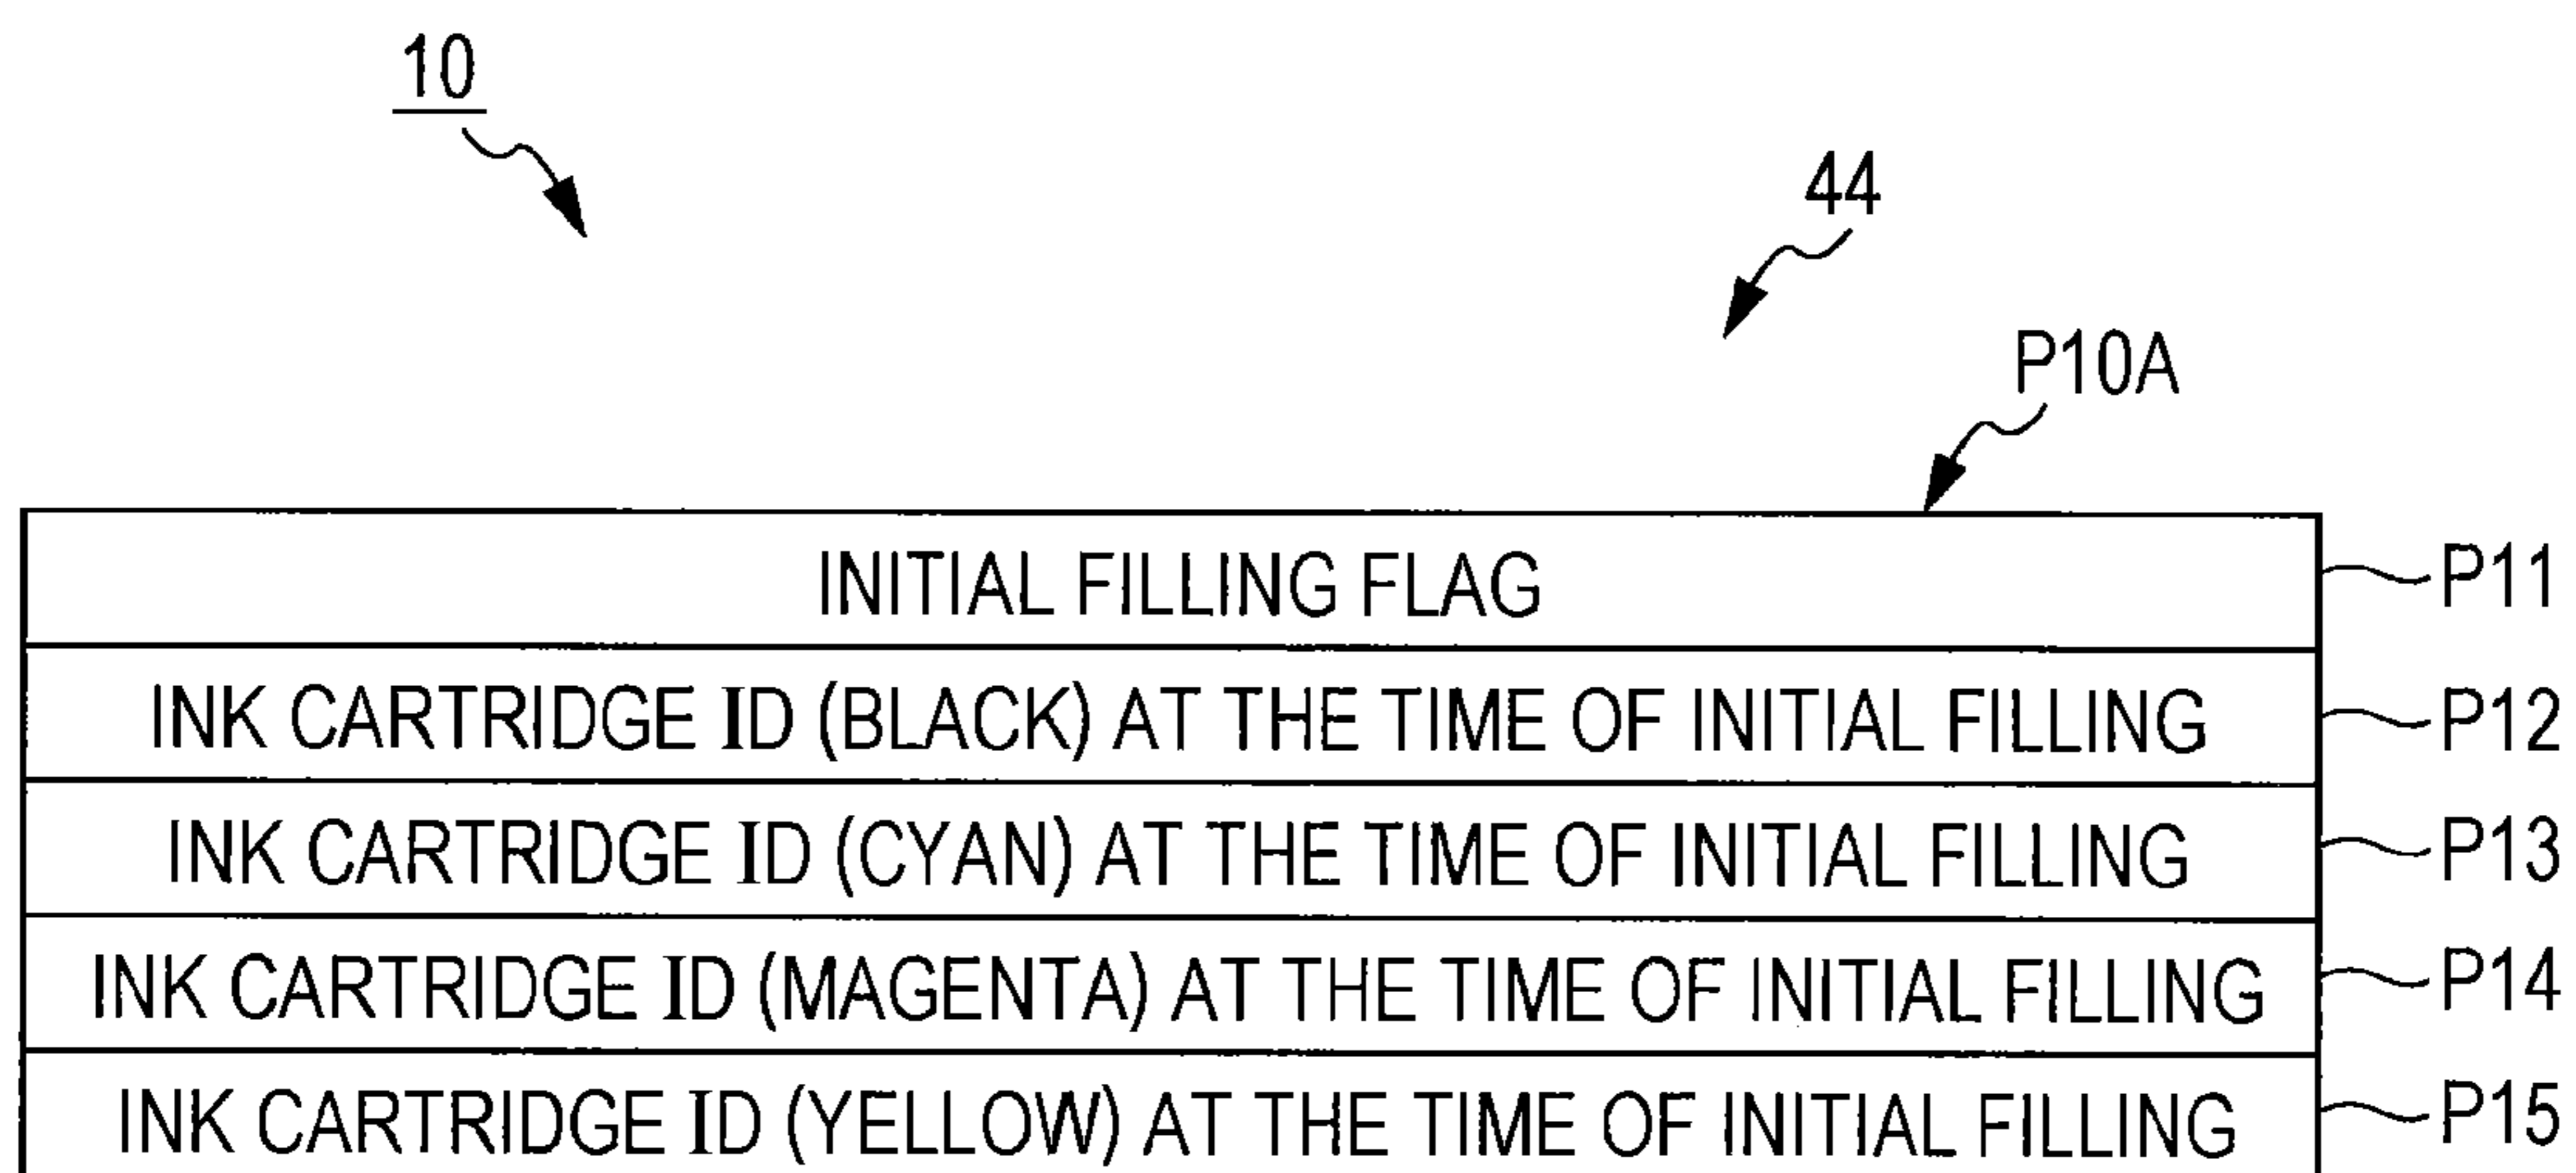 10
44
P10A
INITIAL FILLING FLAG P11
INK CARTRIDGE ID (BLACK) AT THE TIME OF INITIAL FILLING P12
INK CARTRIDGE ID (CYAN) AT THE TIME OF INITIAL FILLING P13
INK CARTRIDGE ID (MAGENTA) AT THE TIME OF INITIAL FILLING P14
INK CARTRIDGE ID (YELLOW) AT THE TIME OF INITIAL FILLING P15